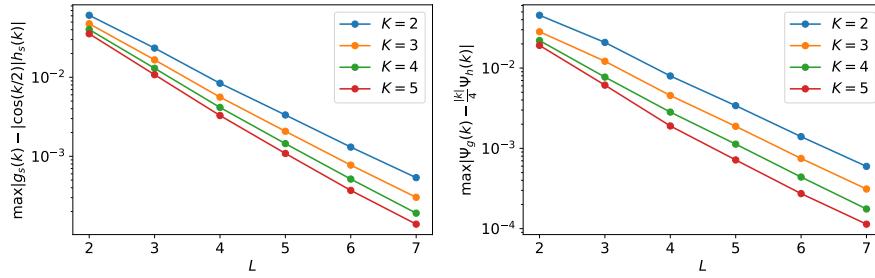 max|g_s(k) − |cos(k/2)|h_s(k)|
10^−2
10^−3
2 3 4 5 6 7
L
K = 2
K = 3
K = 4
K = 5
max|Ψ_g(k) − |k|/4 Ψ_h(k)|
10^−2
10^−3
10^−4
2 3 4 5 6 7
L
K = 2
K = 3
K = 4
K = 5